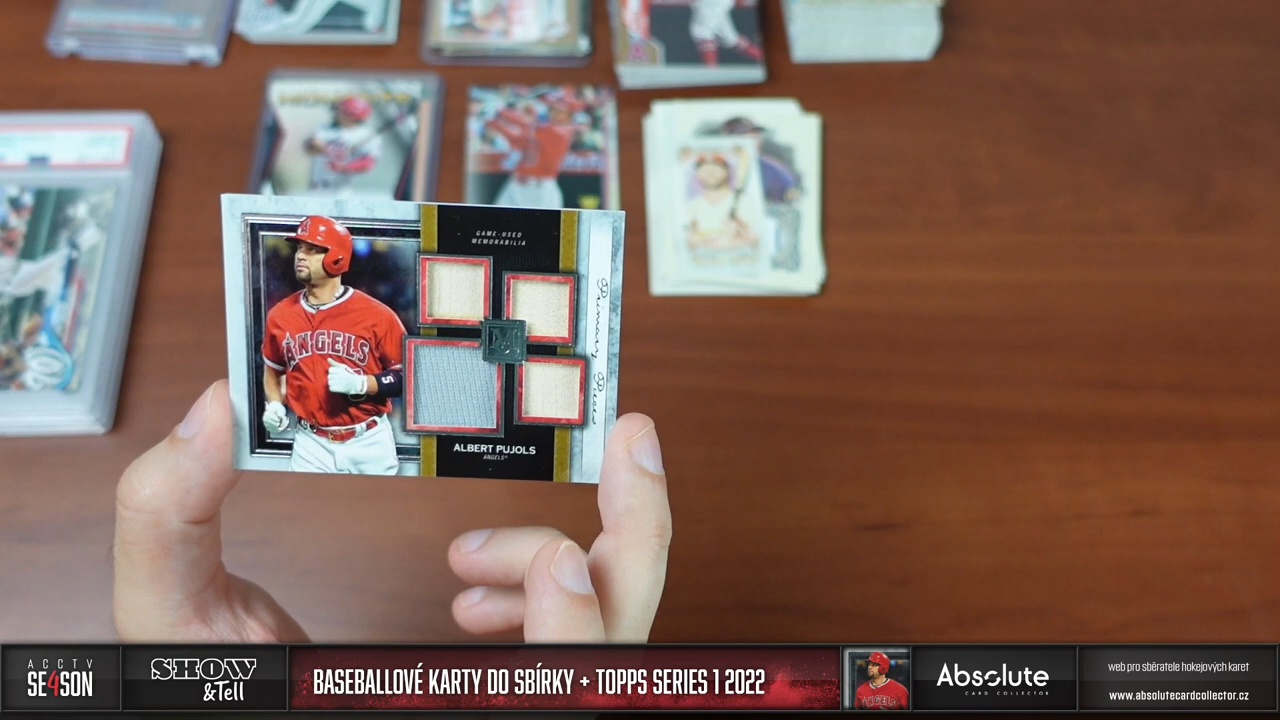 GAME-USED
MEMORABILIA
ANGELS
5
Primary Pieces
ALBERT PUJOLS
ANGELS
ACCTV
SE4SON
SHOW
&Tell
BASEBALLOVÉ KARTY DO SBÍRKY + TOPPS SERIES 1 2022
ANGELS
Absolute
CARD COLLECTOR
web pro sběratele hokejových karet
www.absolutecardcollector.cz